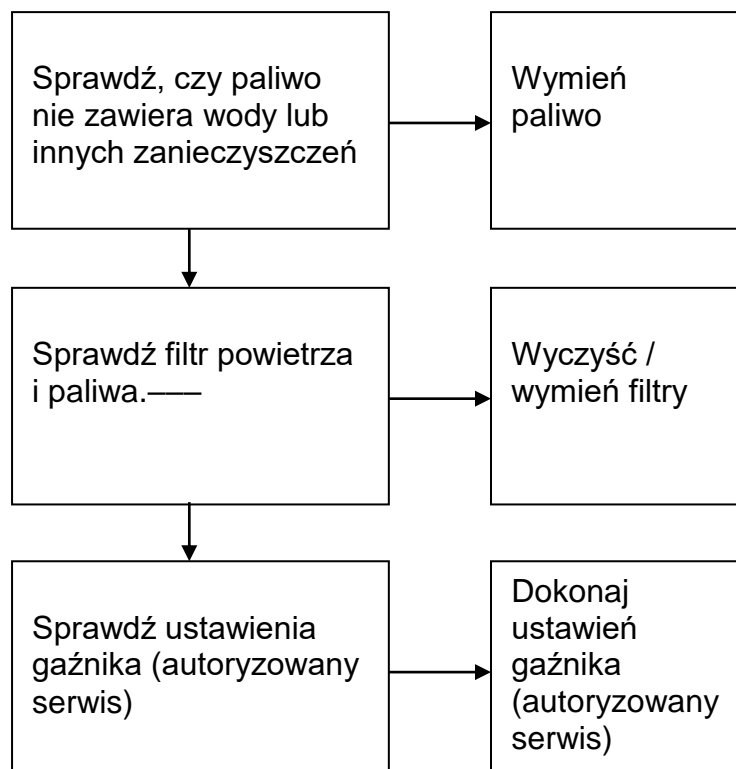 Sprawdź, czy paliwo
nie zawiera wody lub
innych zanieczyszczeń
Wymień
paliwo
Sprawdź filtr powietrza
i paliwa.–––
Wyczyść /
wymień filtry
Sprawdź ustawienia
gaźnika (autoryzowany
serwis)
Dokonaj
ustawień
gaźnika
(autoryzowany
serwis)